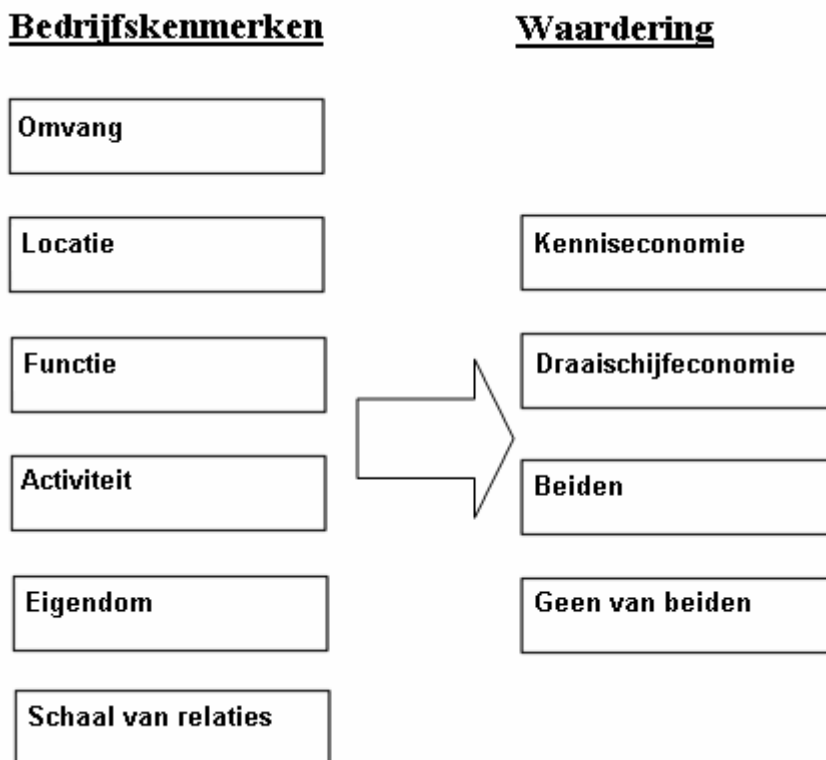 Bedrijfskenmerken
Omvang
Locatie
Functie
Activiteit
Eigendom
Schaal van relaties
Waardering
Kenniseconomie
Draaischijfeconomie
Beiden
Geen van beiden